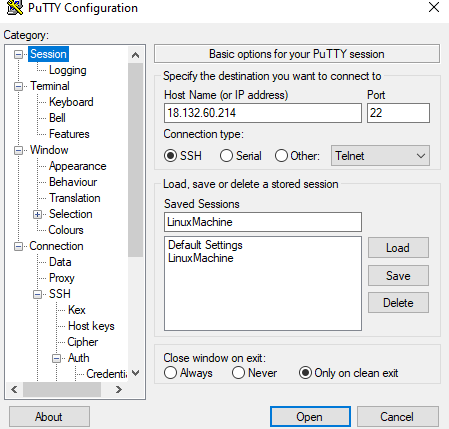 PuTTY Configuration
Category:
Session
Logging
Terminal
Keyboard
Bell
Features
Window
Appearance
Behaviour
Translation
Selection
Colours
Connection
Data
Proxy
SSH
Kex
Host keys
Cipher
Auth
Credentia
Basic options for your PuTTY session
Specify the destination you want to connect to
Host Name (or IP address) Port
18.132.60.214 22
Connection type:
SSH Serial Other: Telnet
Load, save or delete a stored session
Saved Sessions
LinuxMachine
Default Settings
LinuxMachine
Load
Save
Delete
Close window on exit:
Always Never Only on clean exit
About Open Cancel